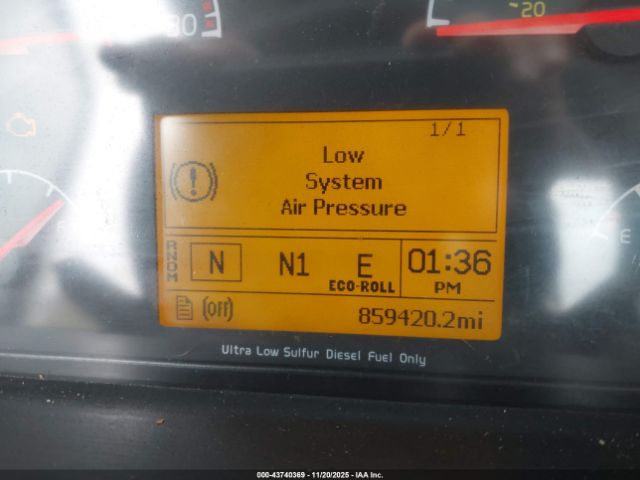 80
20
1/1
Low
System
Air Pressure
RNDM
N N1 E 01:36
ECO-ROLL PM
(Off) 859420.2mi
E
Ultra Low Sulfur Diesel Fuel Only
000-43740369 - 11/20/2025 - IAA Inc.